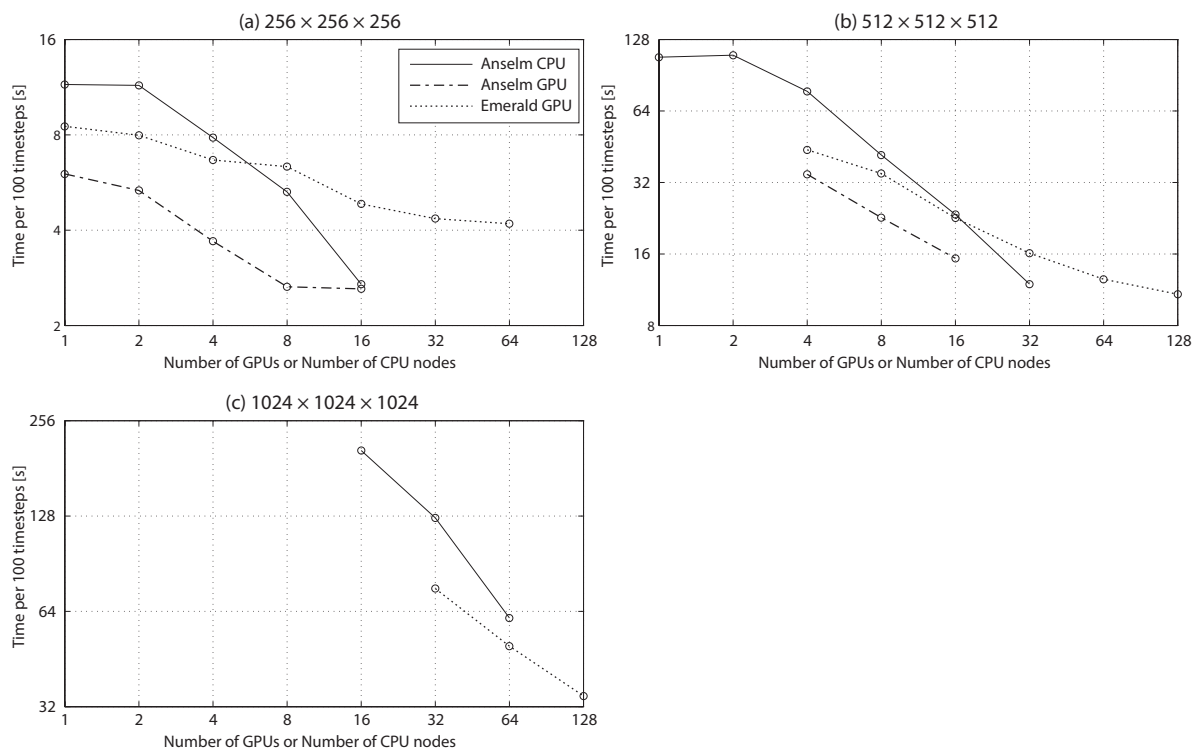 (a) 256 × 256 × 256
16
8
4
2
Time per 100 timesteps [s]
Anselm CPU
Anselm GPU
Emerald GPU
1 2 4 8 16 32 64 128
Number of GPUs or Number of CPU nodes
(b) 512 × 512 × 512
128
64
32
16
8
Time per 100 timesteps [s]
1 2 4 8 16 32 64 128
Number of GPUs or Number of CPU nodes
(c) 1024 × 1024 × 1024
256
128
64
32
Time per 100 timesteps [s]
1 2 4 8 16 32 64 128
Number of GPUs or Number of CPU nodes